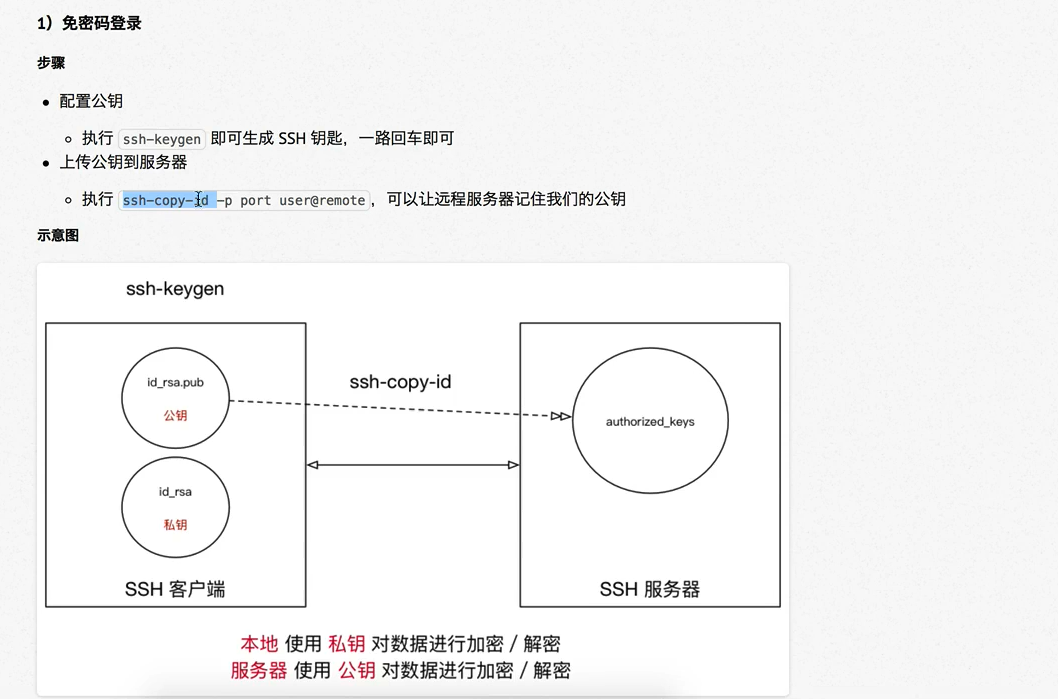 1）免密码登录
步骤
配置公钥
执行 ssh-keygen 即可生成 SSH 钥匙，一路回车即可
上传公钥到服务器
执行 ssh-copy-id -p port user@remote，可以让远程服务器记住我们的公钥
示意图
ssh-keygen
id_rsa.pub
公钥
ssh-copy-id
authorized_keys
id_rsa
私钥
SSH 客户端
SSH 服务器
本地 使用 私钥 对数据进行加密 / 解密
服务器 使用 公钥 对数据进行加密 / 解密